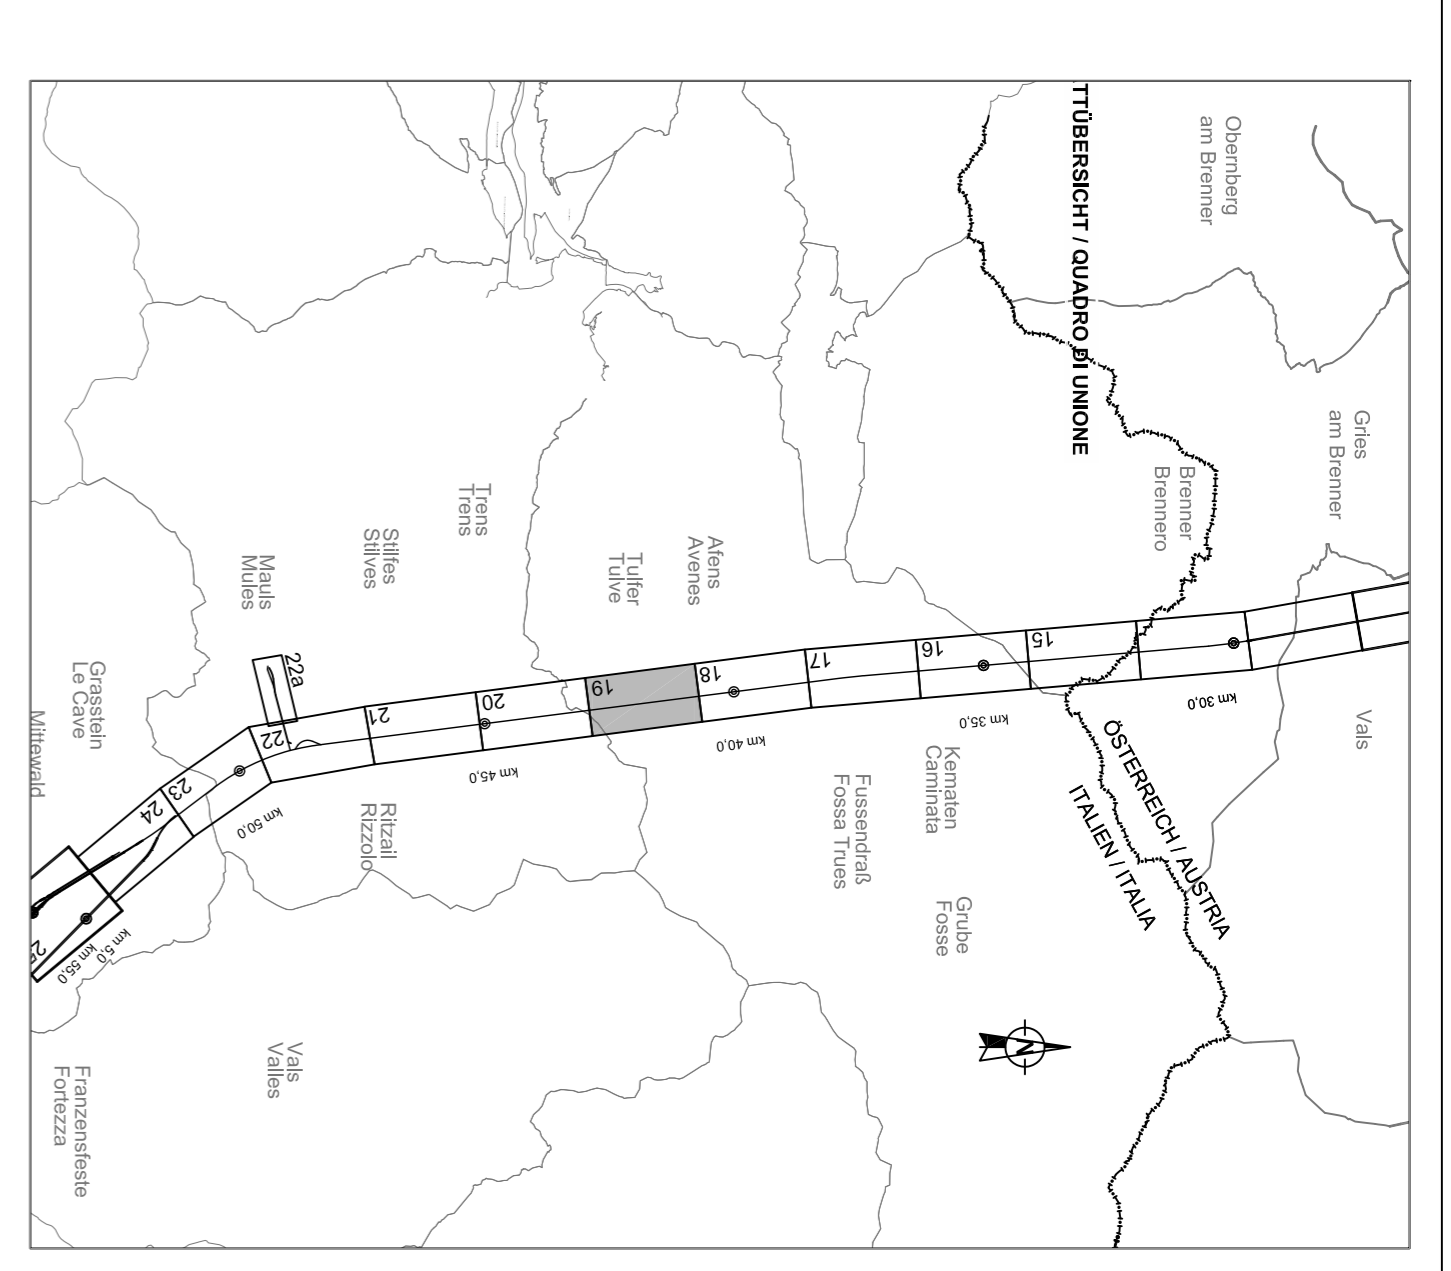 TTÜBERSICHT / QUADRO DI UNIONE
Obernberg
am Brenner
Gries
am Brenner
Brenner
Brennero
Vals
ÖSTERREICH / AUSTRIA
ITALIEN / ITALIA
Afens
Avenes
Tulfer
Tulve
Trens
Trens
Stilfes
Stilves
Mauls
Mules
Grasstein
Le Cave
Mittewald
22a
15
16
17
18
19
20
21
22
23
24
km 30,0
km 35,0
km 40,0
km 45,0
km 50,0
km 5,0
km 55,0
Kematen
Caminata
Fussendraß
Fossa Trues
Grube
Fosse
Ritzail
Rizzolo
Vals
Valles
Franzensfeste
Fortezza
N